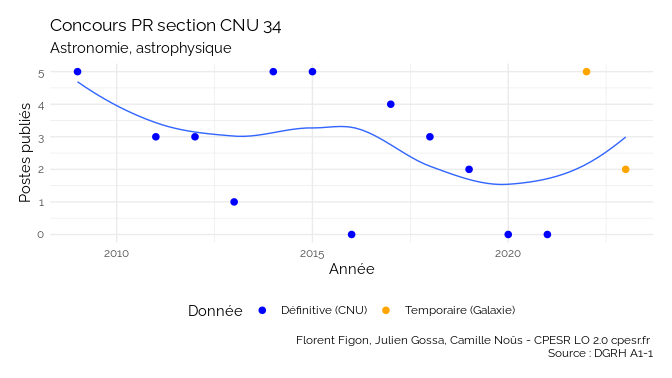 Concours PR section CNU 34
Astronomie, astrophysique
Postes publiés
5
4
3
2
1
0
2010 2015 2020
Année
Donnée Définitive (CNU) Temporaire (Galaxie)
Florent Figon, Julien Gossa, Camille Noûs - CPESR LO 2.0 cpesr.fr
Source : DGRH A1-1